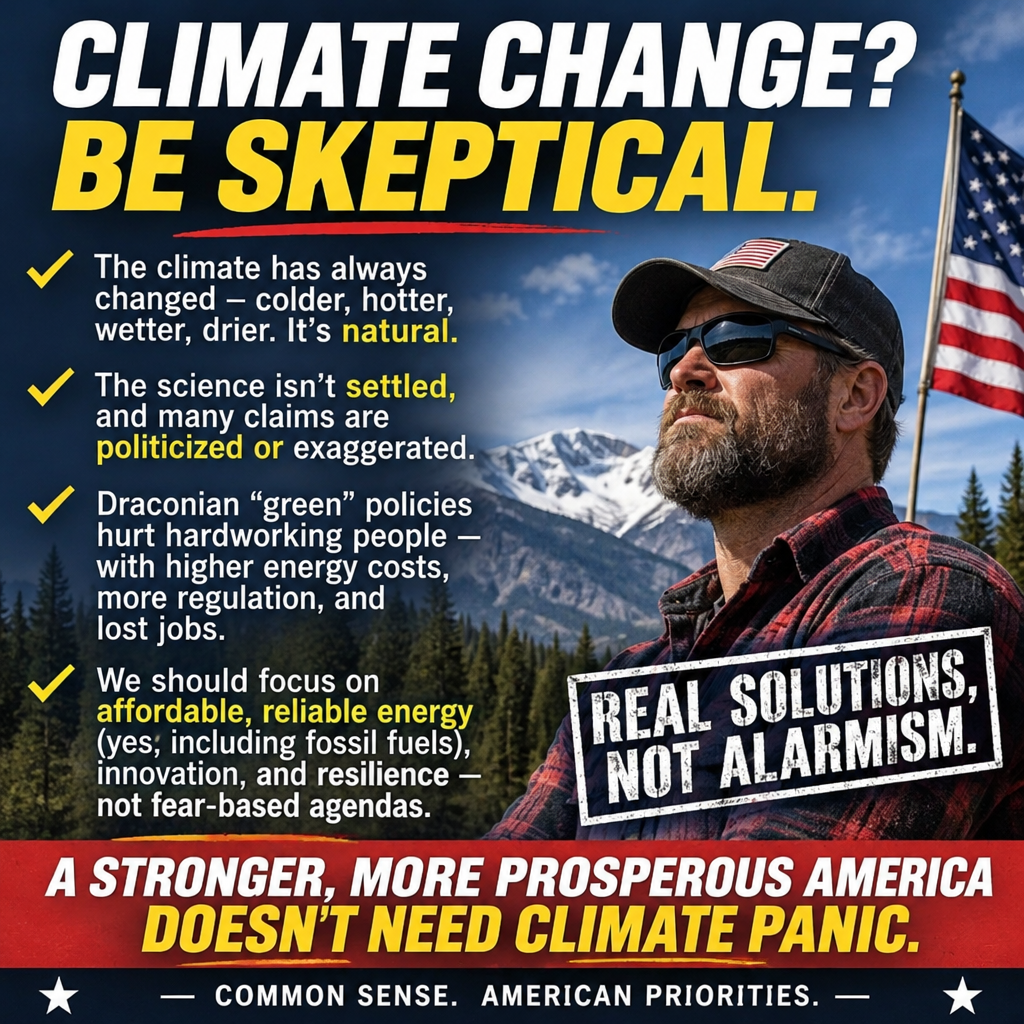 CLIMATE CHANGE?
BE SKEPTICAL.
The climate has always
changed – colder, hotter,
wetter, drier. It's natural.
The science isn't settled,
and many claims are
politicized or exaggerated.
Draconian "green" policies
hurt hardworking people –
with higher energy costs,
more regulation, and
lost jobs.
We should focus on
affordable, reliable energy
(yes; including fossil fuels),
innovation, and resilience –
not fear-based agendas.
REAL SOLUTIONS,
NOT ALARMISM.
A STRONGER, MORE PROSPEROUS AMERICA
DOESN'T NEED CLIMATE PANIC.
— COMMON SENSE. AMERICAN PRIORITIES. —